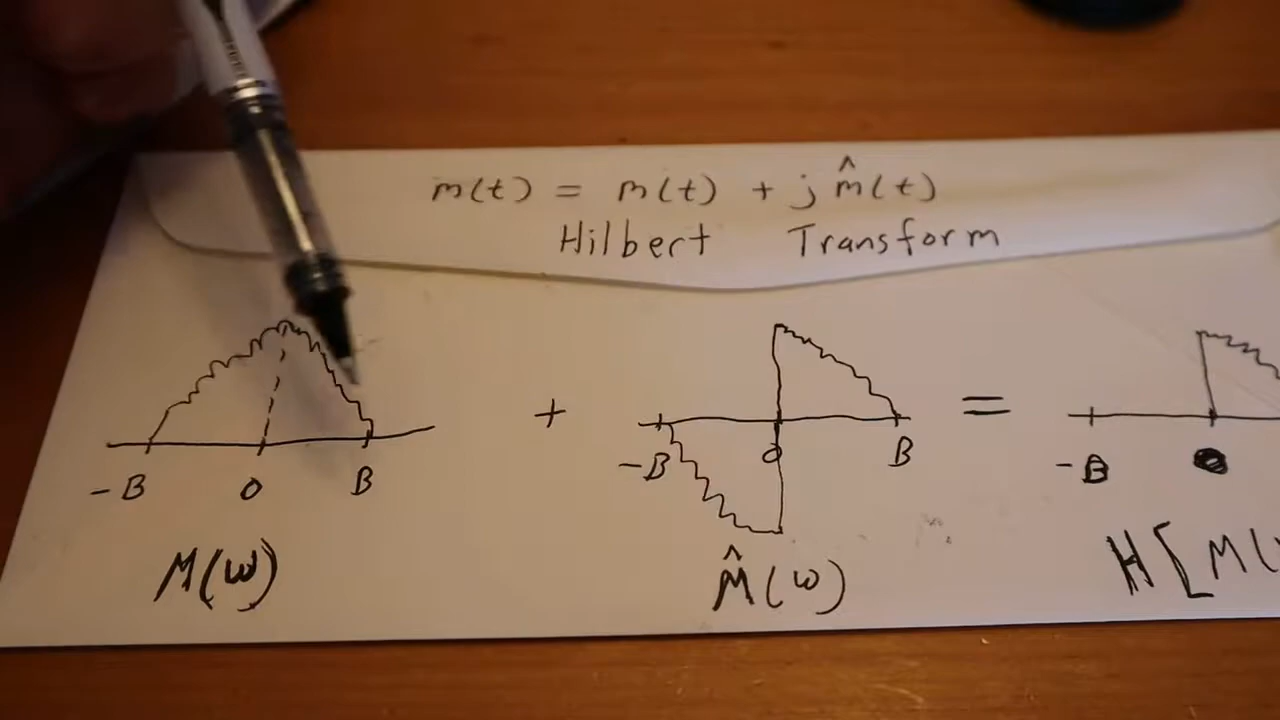 m(t) = m(t) + j m̂(t)
Hilbert Transform
+ =
-B 0 B
-B 0 B
-B
M(ω)
M̂(ω)
H[M(